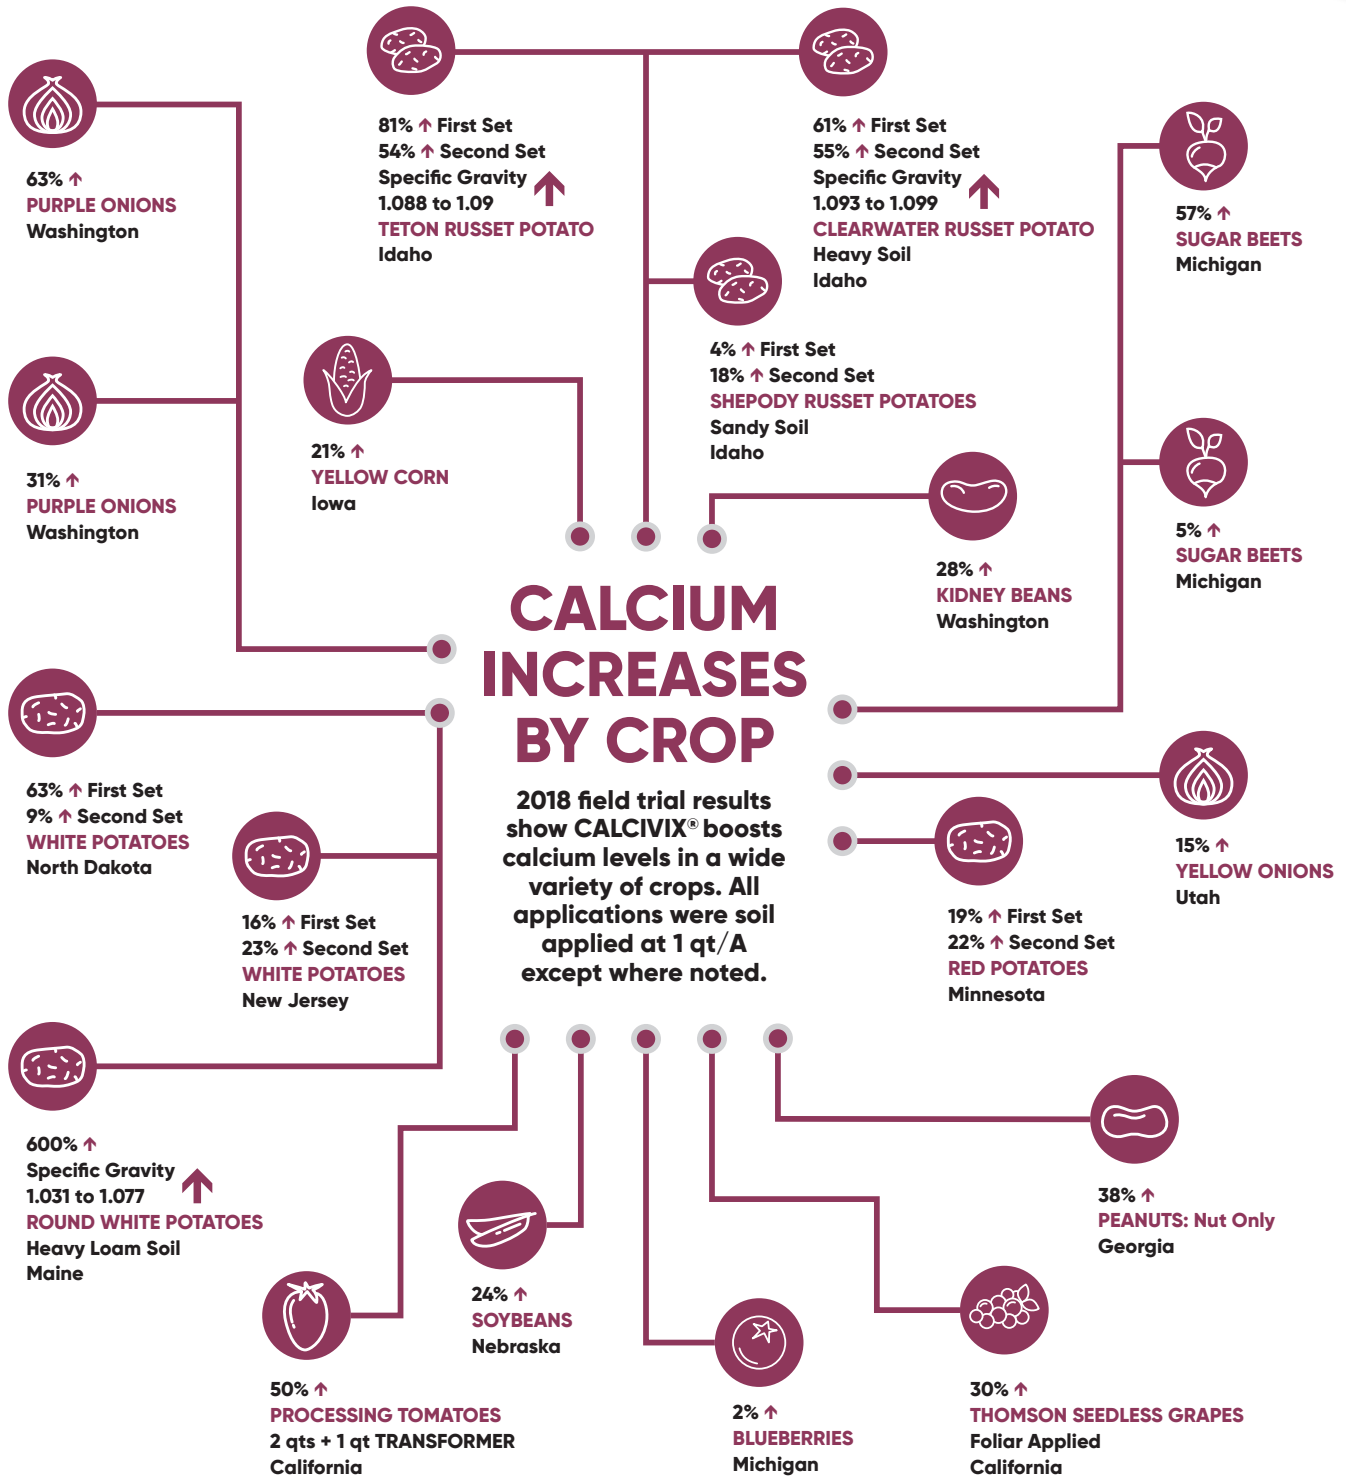 63% ↑
PURPLE ONIONS
Washington
31% ↑
PURPLE ONIONS
Washington
81% ↑ First Set
54% ↑ Second Set
Specific Gravity ↑
1.088 to 1.09
TETON RUSSET POTATO
Idaho
61% ↑ First Set
55% ↑ Second Set
Specific Gravity ↑
1.093 to 1.099
CLEARWATER RUSSET POTATO
Heavy Soil
Idaho
4% ↑ First Set
18% ↑ Second Set
SHEPODY RUSSET POTATOES
Sandy Soil
Idaho
21% ↑
YELLOW CORN
Iowa
28% ↑
KIDNEY BEANS
Washington
57% ↑
SUGAR BEETS
Michigan
5% ↑
SUGAR BEETS
Michigan
CALCIUM
INCREASES
BY CROP
2018 field trial results
show CALCIVIX® boosts
calcium levels in a wide
variety of crops. All
applications were soil
applied at 1 qt/A
except where noted.
63% ↑ First Set
9% ↑ Second Set
WHITE POTATOES
North Dakota
16% ↑ First Set
23% ↑ Second Set
WHITE POTATOES
New Jersey
600% ↑
Specific Gravity ↑
1.031 to 1.077
ROUND WHITE POTATOES
Heavy Loam Soil
Maine
15% ↑
YELLOW ONIONS
Utah
19% ↑ First Set
22% ↑ Second Set
RED POTATOES
Minnesota
38% ↑
PEANUTS: Nut Only
Georgia
50% ↑
PROCESSING TOMATOES
2 qts + 1 qt TRANSFORMER
California
24% ↑
SOYBEANS
Nebraska
2% ↑
BLUEBERRIES
Michigan
30% ↑
THOMSON SEEDLESS GRAPES
Foliar Applied
California